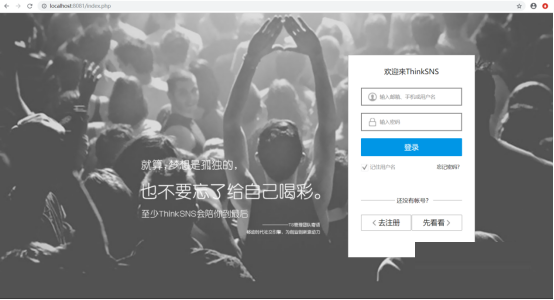 localhost:8081/index.php
欢迎来ThinkSNS
输入邮箱、手机或用户名
输入密码
登录
记住用户名
忘记密码?
还没有账号?
去注册
先看看
就算,梦想是孤独的,
也不要忘了给自己喝彩。
至少ThinkSNS会陪你到最后